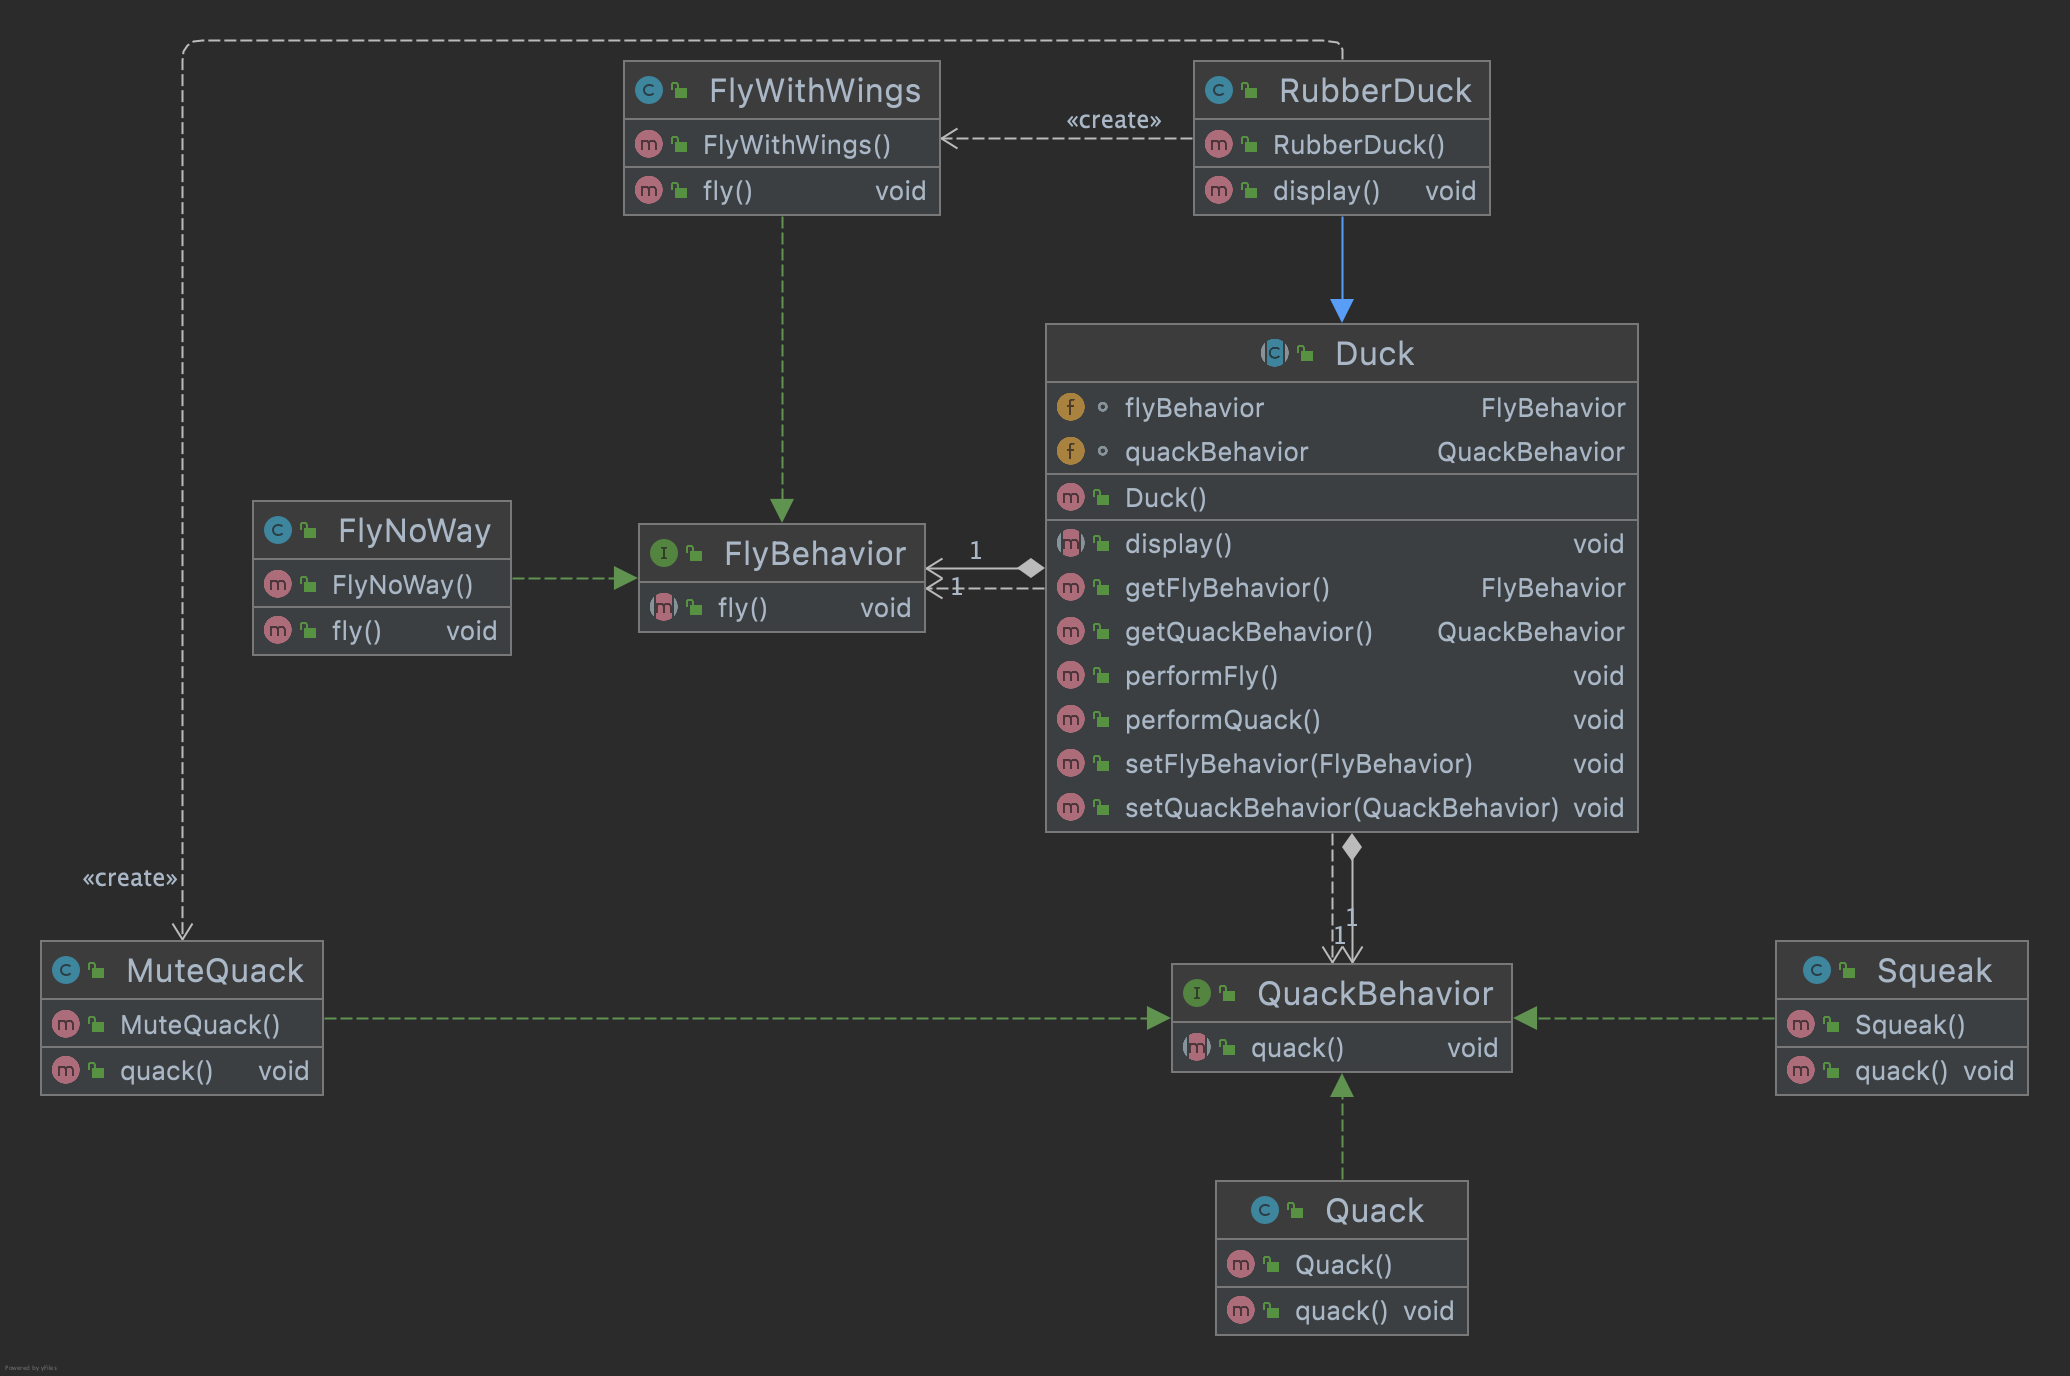 FlyWithWings
FlyWithWings()
fly() void
«create»
RubberDuck
RubberDuck()
display() void
Duck
flyBehavior FlyBehavior
quackBehavior QuackBehavior
Duck()
display() void
getFlyBehavior() FlyBehavior
getQuackBehavior() QuackBehavior
performFly() void
performQuack() void
setFlyBehavior(FlyBehavior) void
setQuackBehavior(QuackBehavior) void
FlyNoWay
FlyNoWay()
fly() void
FlyBehavior
fly() void
1
1
«create»
1
1
MuteQuack
MuteQuack()
quack() void
QuackBehavior
quack() void
Squeak
Squeak()
quack() void
Quack
Quack()
quack() void
Powered by yFiles